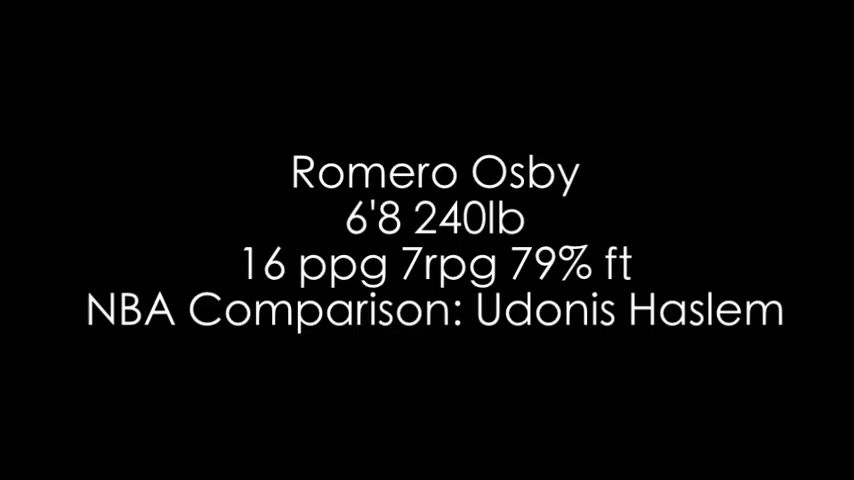 Romero Osby
6'8 240lb
16 ppg 7rpg 79% ft
NBA Comparison: Udonis Haslem